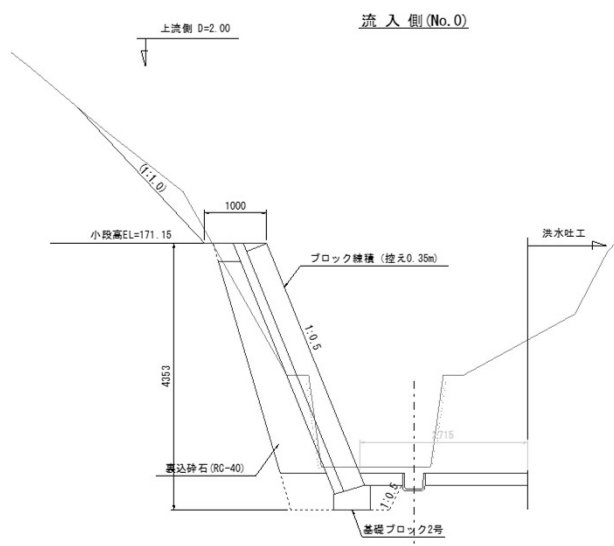 流 入 側(No.0)
上流側 D=2.00
(1:1.0)
1000
小段高EL=171.15
洪水吐工
ブロック練積 (控え0.35m)
1:0.5
4353
2715
裏込砕石(RC-40)
1:0.5
基礎ブロック2号